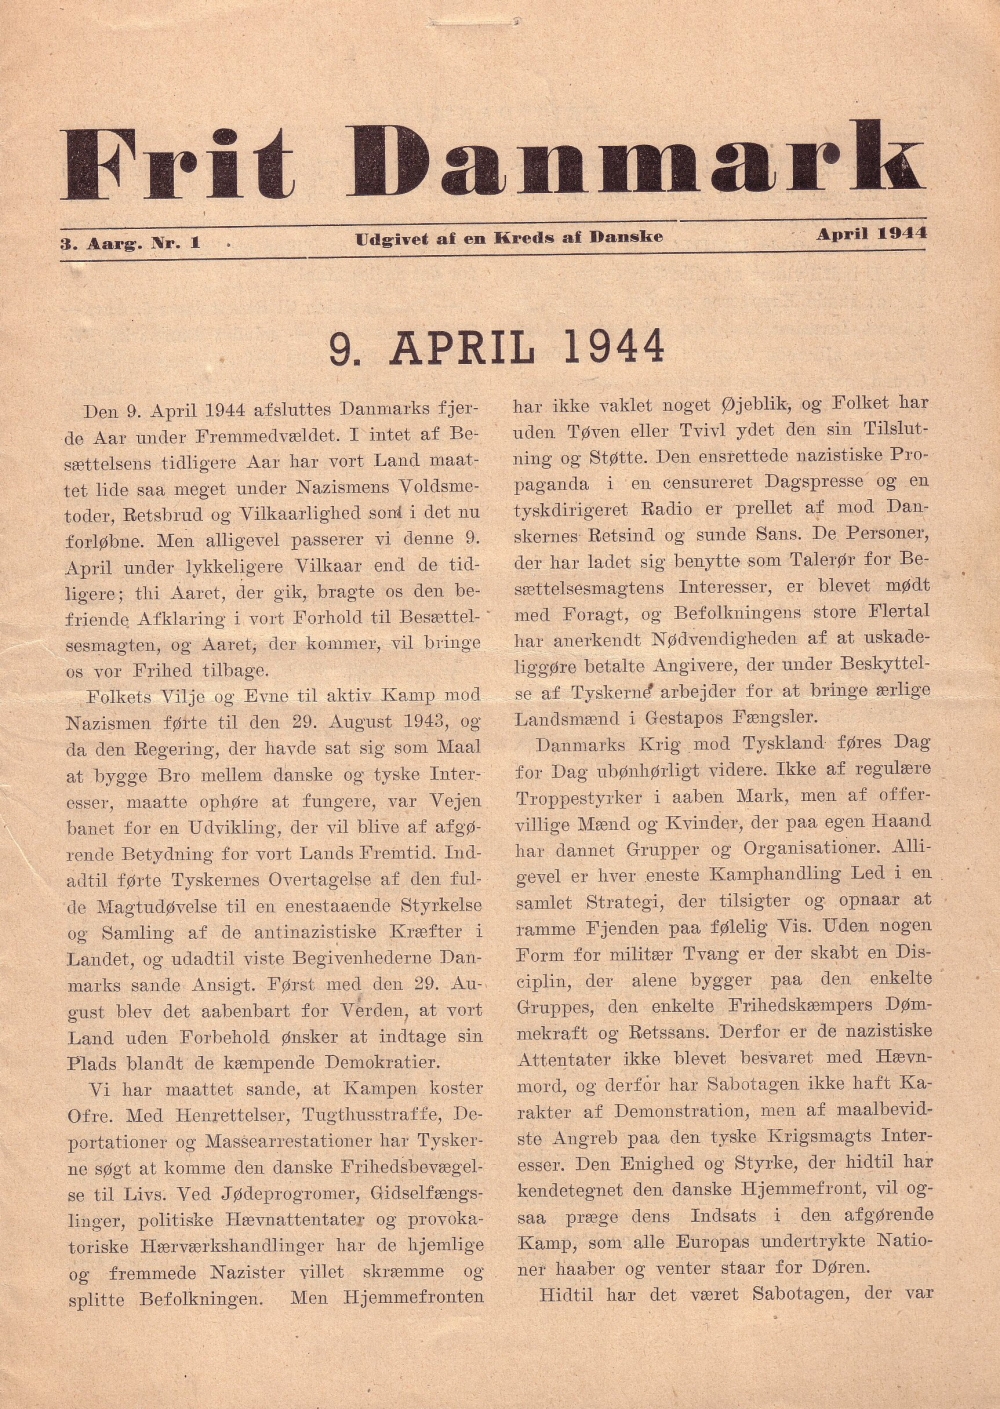 Frit Danmark
3. Aarg. Nr. 1 Udgivet af en Kreds af Danske April 1944
9. APRIL 1944
Den 9. April 1944 afsluttes Danmarks fjer-
de Aar under Fremmedvældet. I intet af Be-
sættelsens tidligere Aar har vort Land maat-
tet lide saa meget under Nazismens Voldsme-
toder, Retsbrud og Vilkaarlighed som i det nu
forløbne. Men alligevel passerer vi denne 9.
April under lykkeligere Vilkaar end de tid-
ligere; thi Aaret, der gik, bragte os den be-
friende Afklaring i vort Forhold til Besættel-
sesmagten, og Aaret, der kommer, vil bringe
os vor Frihed tilbage.
Folkets Vilje og Evne til aktiv Kamp mod
Nazismen førte til den 29. August 1943, og
da den Regering, der havde sat sig som Maal
at bygge Bro mellem danske og tyske Inter-
esser, maatte ophøre at fungere, var Vejen
banet for en Udvikling, der vil blive af afgø-
rende Betydning for vort Lands Fremtid. Ind-
adtil førte Tyskernes Overtagelse af den ful-
de Magtudøvelse til en enestaaende Styrkelse
og Samling af de antinazistiske Kræfter i
Landet, og udadtil viste Begivenhederne Dan-
marks sande Ansigt. Først med den 29. Au-
gust blev det aabenbart for Verden, at vort
Land uden Forbehold ønsker at indtage sin
Plads blandt de kæmpende Demokratier.
Vi har maattet sande, at Kampen koster
Ofre. Med Henrettelser, Tugthusstraffe, De-
portationer og Massearrestationer har Tysker-
ne søgt at komme den danske Frihedsbevægel-
se til Livs. Ved Jødeprogromer, Gidselfængs-
linger, politiske Hævnattentater og provoka-
toriske Hærværkshandlinger har de hjemlige
og fremmede Nazister villet skræmme og
splitte Befolkningen. Men Hjemmefronten
har ikke vaklet noget Øjeblik, og Folket har
uden Tøven eller Tvivl ydet den sin Tilslut-
ning og Støtte. Den ensrettede nazistiske Pro-
paganda i en censureret Dagspresse og en
tyskdirigeret Radio er prellet af mod Dan-
skernes Retsind og sunde Sans. De Personer,
der har ladet sig benytte som Talerør for Be-
sættelsesmagtens Interesser, er blevet mødt
med Foragt, og Befolkningens store Flertal
har anerkendt Nødvendigheden af at uskade-
liggøre betalte Angivere, der under Beskyttel-
se af Tyskerne arbejder for at bringe ærlige
Landsmænd i Gestapos Fængsler.
Danmarks Krig mod Tyskland føres Dag
for Dag ubønhørligt videre. Ikke af regulære
Troppestyrker i aaben Mark, men af offer-
villige Mænd og Kvinder, der paa egen Haand
har dannet Grupper og Organisationer. Alli-
gevel er hver eneste Kamphandling Led i en
samlet Strategi, der tilsigter og opnaar at
ramme Fjenden paa følelig Vis. Uden nogen
Form for militær Tvang er der skabt en Dis-
ciplin, der alene bygger paa den enkelte
Gruppes, den enkelte Frihedskæmpers Døm-
mekraft og Retssans. Derfor er de nazistiske
Attentater ikke blevet besvaret med Hævn-
mord, og derfor har Sabotagen ikke haft Ka-
rakter af Demonstration, men af maalbevid-
ste Angreb paa den tyske Krigsmagts Inter-
esser. Den Enighed og Styrke, der hidtil har
kendetegnet den danske Hjemmefront, vil og-
saa præge dens Indsats i den afgørende
Kamp, som alle Europas undertrykte Natio-
ner haaber og venter staar for Døren.
Hidtil har det været Sabotagen, der var